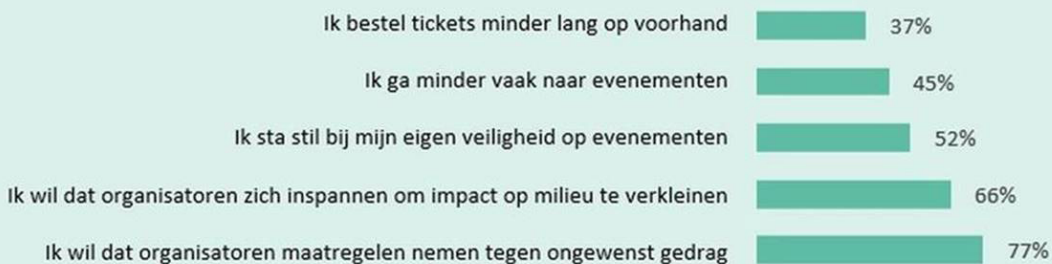 Ik bestel tickets minder lang op voorhand 37%
Ik ga minder vaak naar evenementen 45%
Ik sta stil bij mijn eigen veiligheid op evenementen 52%
Ik wil dat organisatoren zich inspannen om impact op milieu te verkleinen 66%
Ik wil dat organisatoren maatregelen nemen tegen ongewenst gedrag 77%